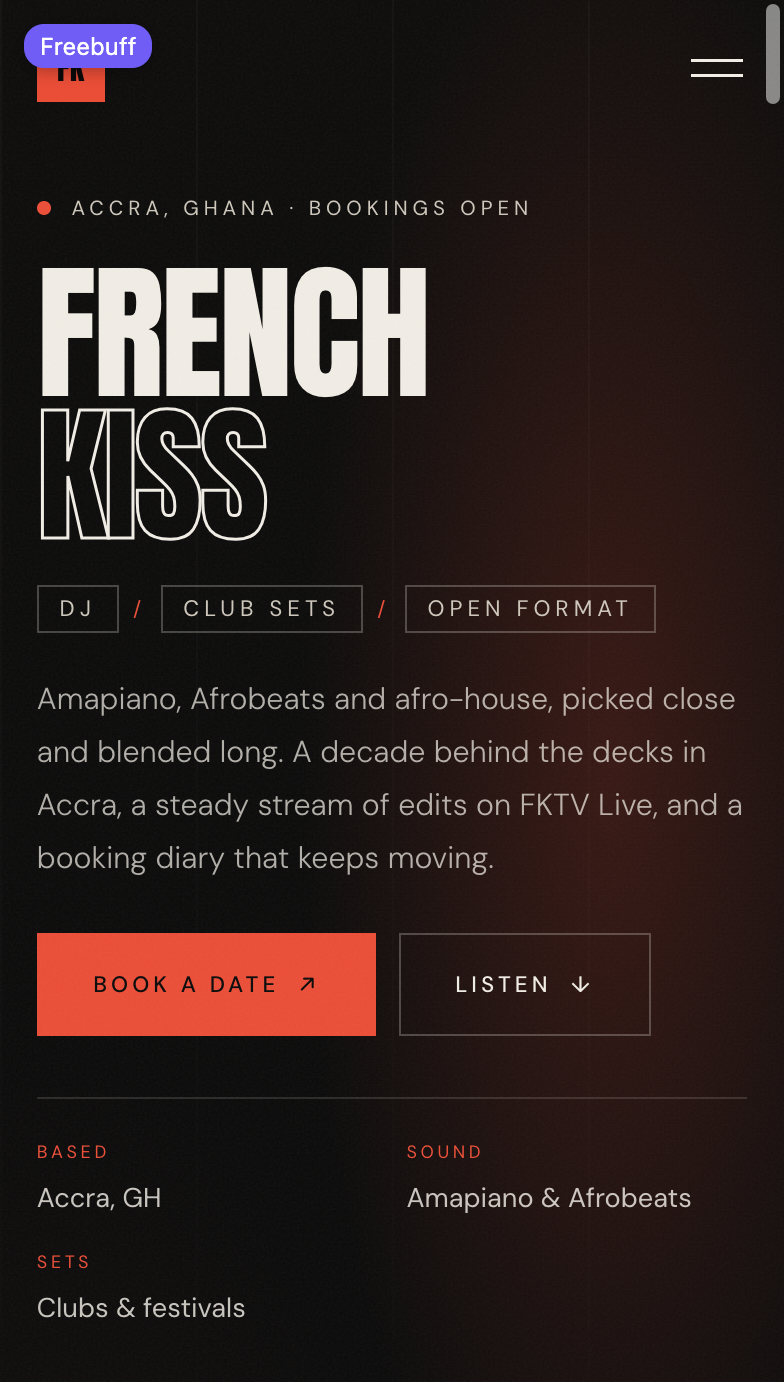 Freebuff
FK
ACCRA, GHANA · BOOKINGS OPEN
FRENCH
KISS
DJ / CLUB SETS / OPEN FORMAT
Amapiano, Afrobeats and afro-house, picked close
and blended long. A decade behind the decks in
Accra, a steady stream of edits on FKTV Live, and a
booking diary that keeps moving.
BOOK A DATE ↗ LISTEN ↓
BASED SOUND
Accra, GH Amapiano & Afrobeats
SETS
Clubs & festivals